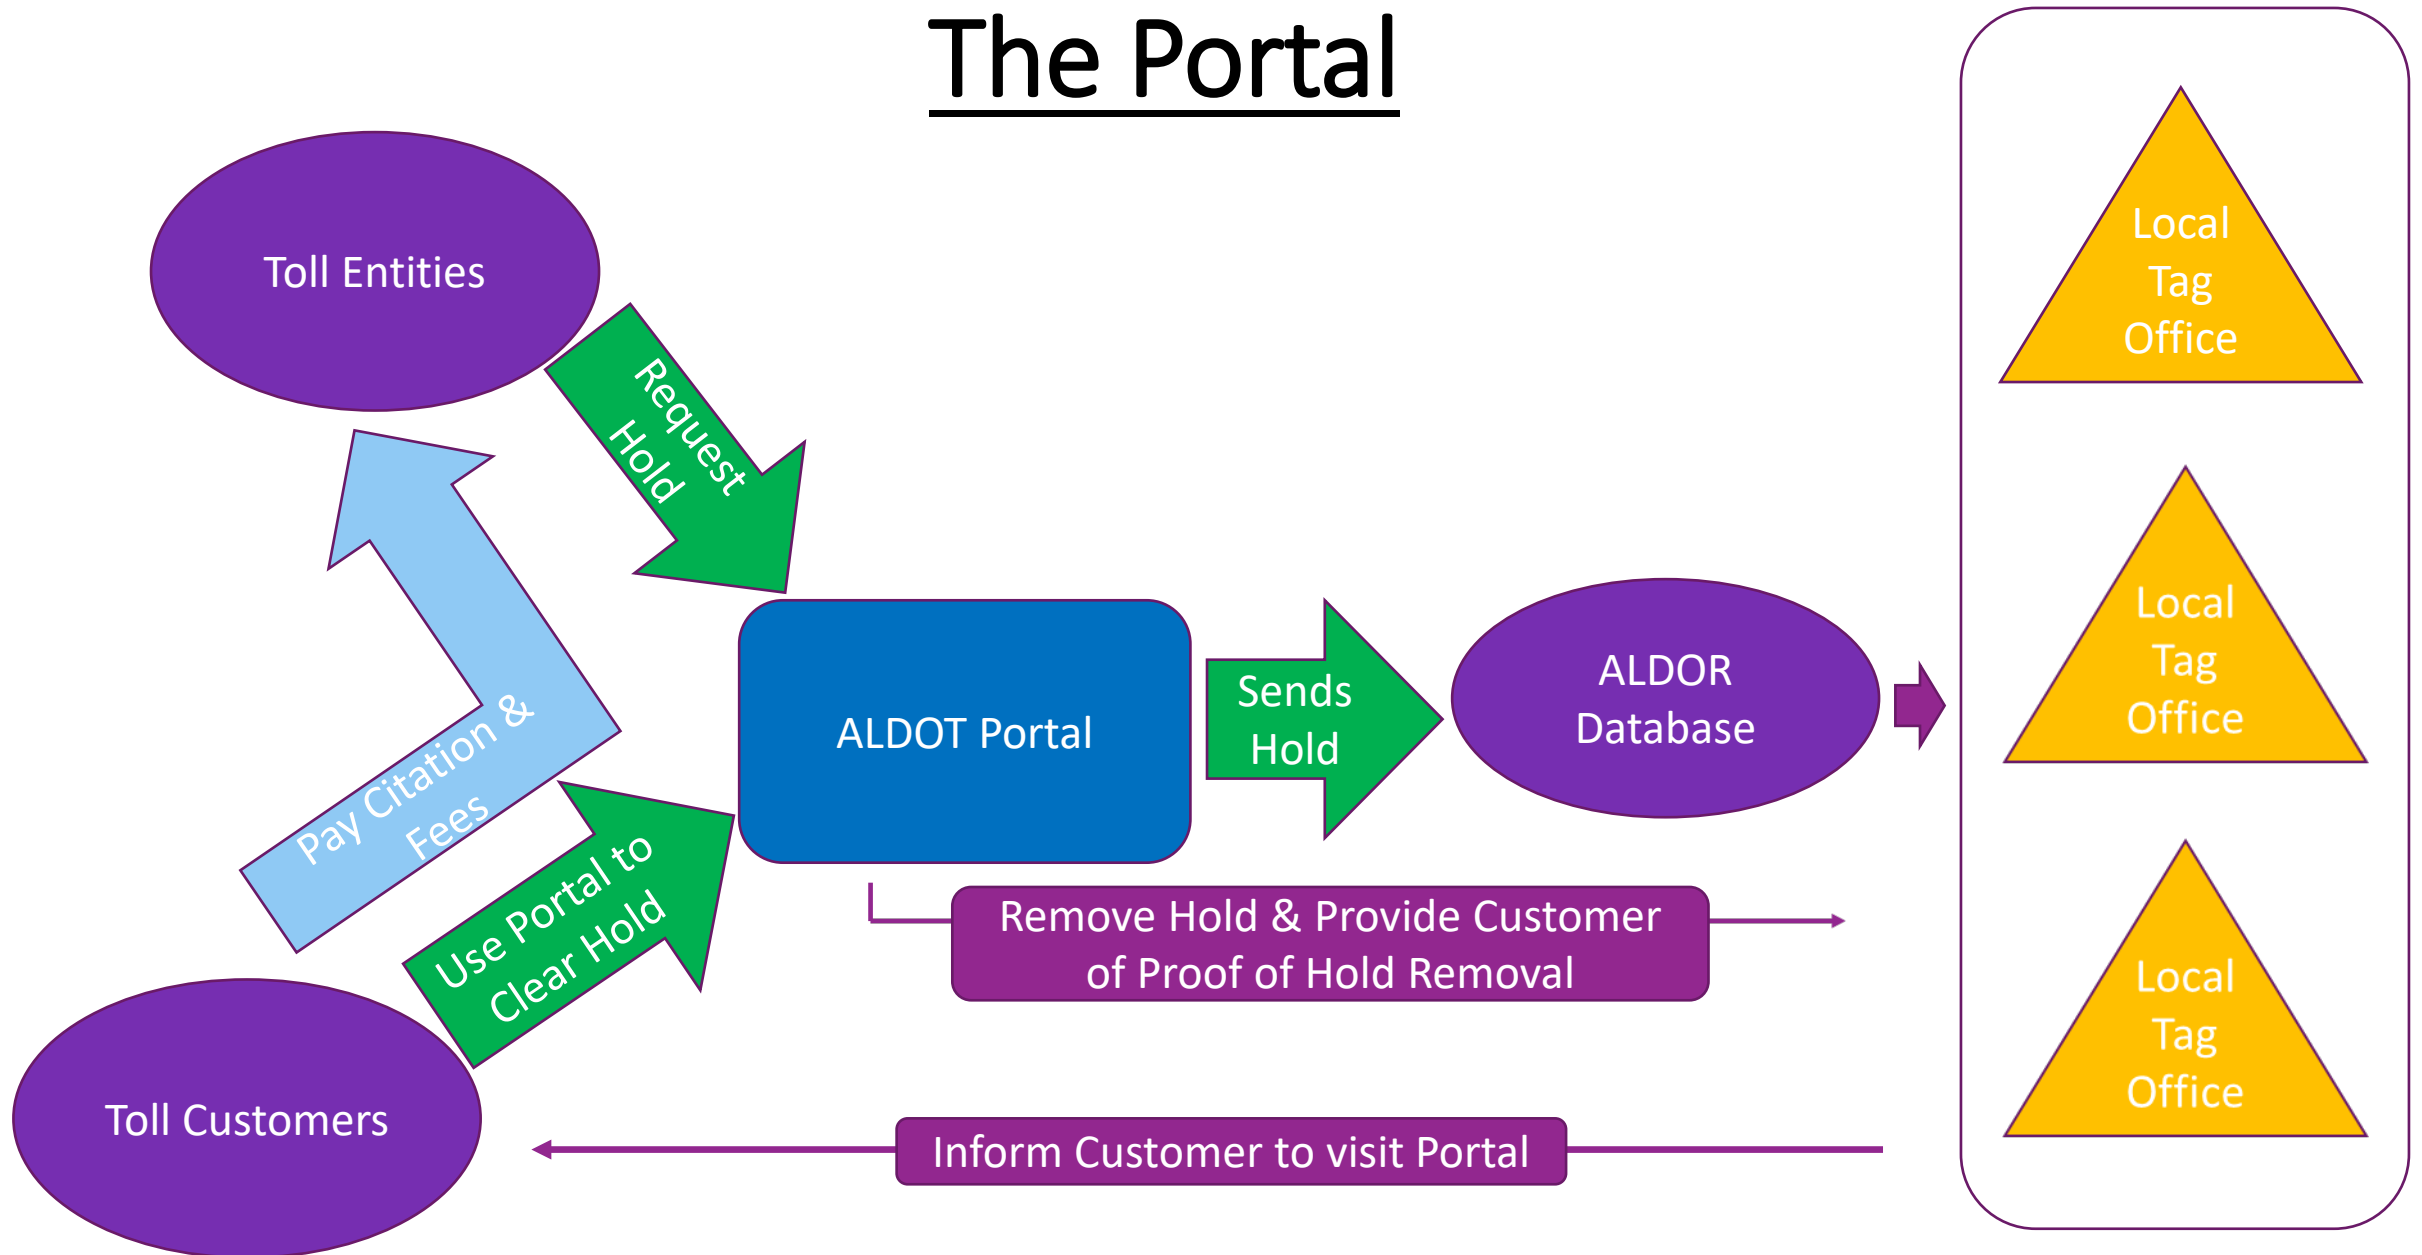 The Portal
Toll Entities
Request
Hold
Pay Citation &
Fees
Use Portal to
Clear Hold
Toll Customers
ALDOT Portal
Sends
Hold
ALDOR
Database
Remove Hold & Provide Customer
of Proof of Hold Removal
Inform Customer to visit Portal
Local
Tag
Office
Local
Tag
Office
Local
Tag
Office